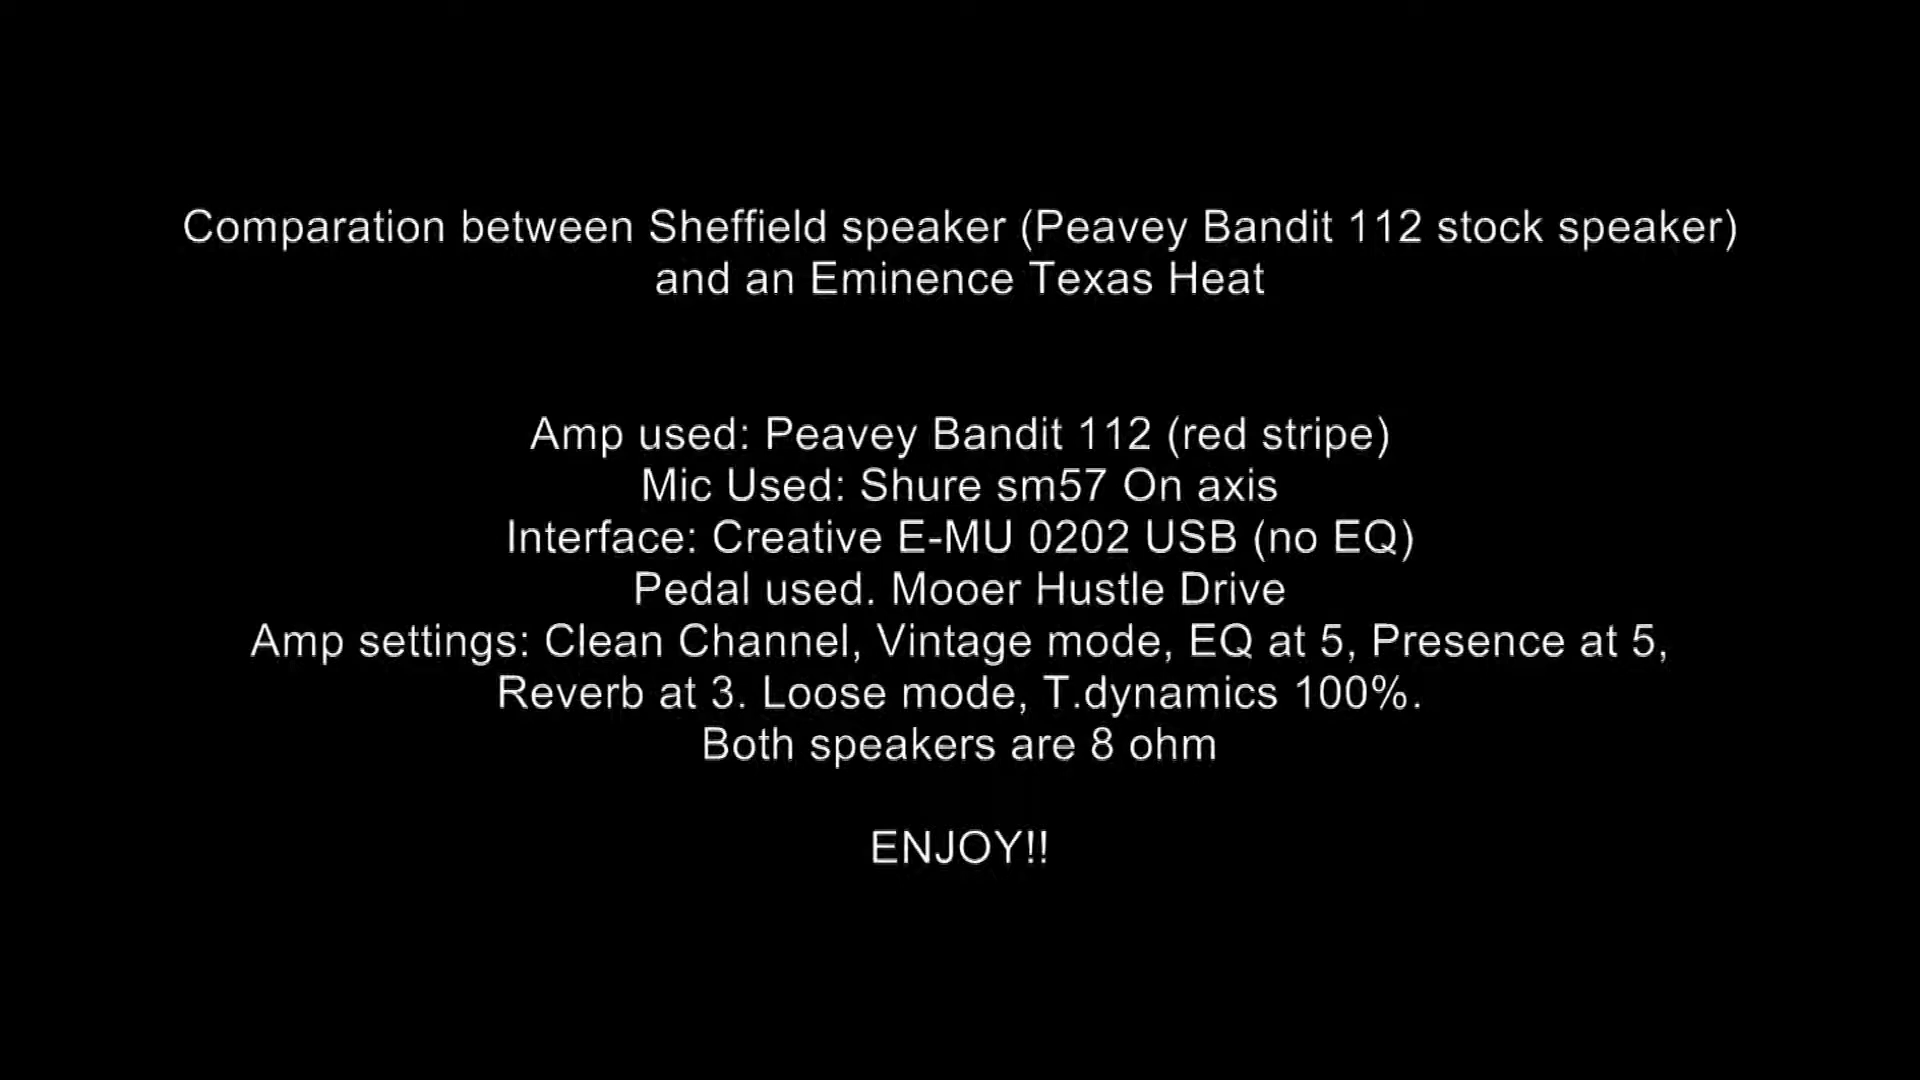 Comparation between Sheffield speaker (Peavey Bandit 112 stock speaker)
and an Eminence Texas Heat
Amp used: Peavey Bandit 112 (red stripe)
Mic Used: Shure sm57 On axis
Interface: Creative E-MU 0202 USB (no EQ)
Pedal used. Mooer Hustle Drive
Amp settings: Clean Channel, Vintage mode, EQ at 5, Presence at 5,
Reverb at 3. Loose mode, T.dynamics 100%.
Both speakers are 8 ohm
ENJOY!!